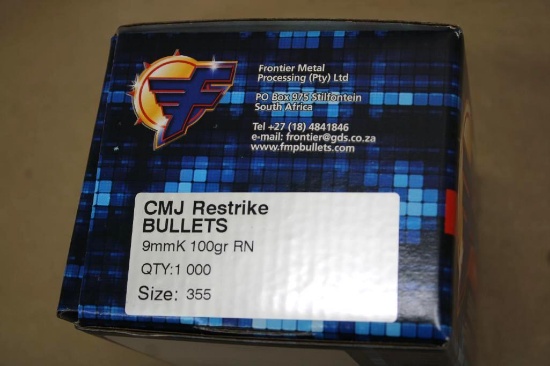 Frontier Metal
Processing (Pty) Ltd
PO Box 975 Stilfontein
South Africa
Tel +27 (18) 4841846
e-mail: frontier@gds.co.za
www.fmpbullets.com
CMJ Restrike
BULLETS
9mmK 100gr RN
QTY:1 000
Size: 355